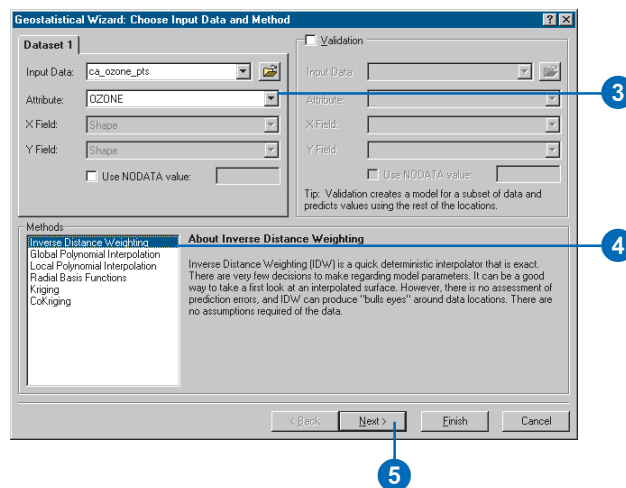 Geostatistical Wizard: Choose Input Data and Method
Dataset 1
Input Data: ca_ozone_pts
Attribute: OZONE
X Field: Shape
Y Field: Shape
Use NODATA value:
Validation
Input Data:
Attribute:
X Field:
Y Field:
Use NODATA value:
Tip: Validation creates a model for a subset of data and
predicts values using the rest of the locations.
3
Methods
Inverse Distance Weighting
Global Polynomial Interpolation
Local Polynomial Interpolation
Radial Basis Functions
Kriging
CoKriging
About Inverse Distance Weighting
Inverse Distance Weighting (IDW) is a quick deterministic interpolator that is exact.
There are very few decisions to make regarding model parameters. It can be a good
way to take a first look at an interpolated surface. However, there is no assessment of
prediction errors, and IDW can produce "bulls eyes" around data locations. There are
no assumptions required of the data.
4
< Back
Next >
Finish
Cancel
5